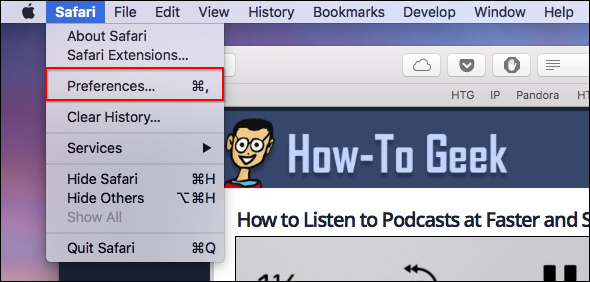 Safari File Edit View History Bookmarks Develop Window Help
About Safari
Safari Extensions...
Preferences... ⌘,
Clear History...
Services ▶
Hide Safari ⌘H
Hide Others ⌥⌘H
Show All
Quit Safari ⌘Q
HTG IP Pandora
How-To Geek
How to Listen to Podcasts at Faster and